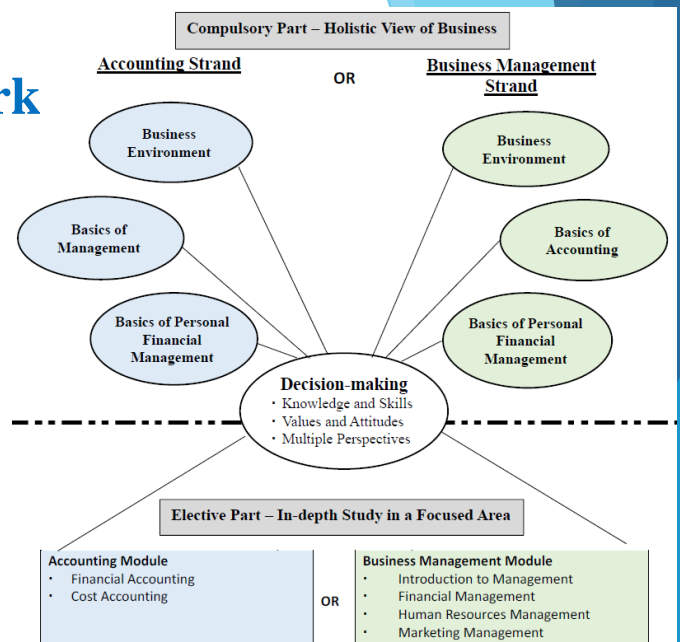 Compulsory Part – Holistic View of Business
Accounting Strand
OR
Business Management
Strand
rk
Business
Environment
Business
Environment
Basics of
Management
Basics of
Accounting
Basics of Personal
Financial
Management
Basics of Personal
Financial
Management
Decision-making
· Knowledge and Skills
· Values and Attitudes
· Multiple Perspectives
Elective Part – In-depth Study in a Focused Area
Accounting Module
· Financial Accounting
· Cost Accounting
OR
Business Management Module
· Introduction to Management
· Financial Management
· Human Resources Management
· Marketing Management